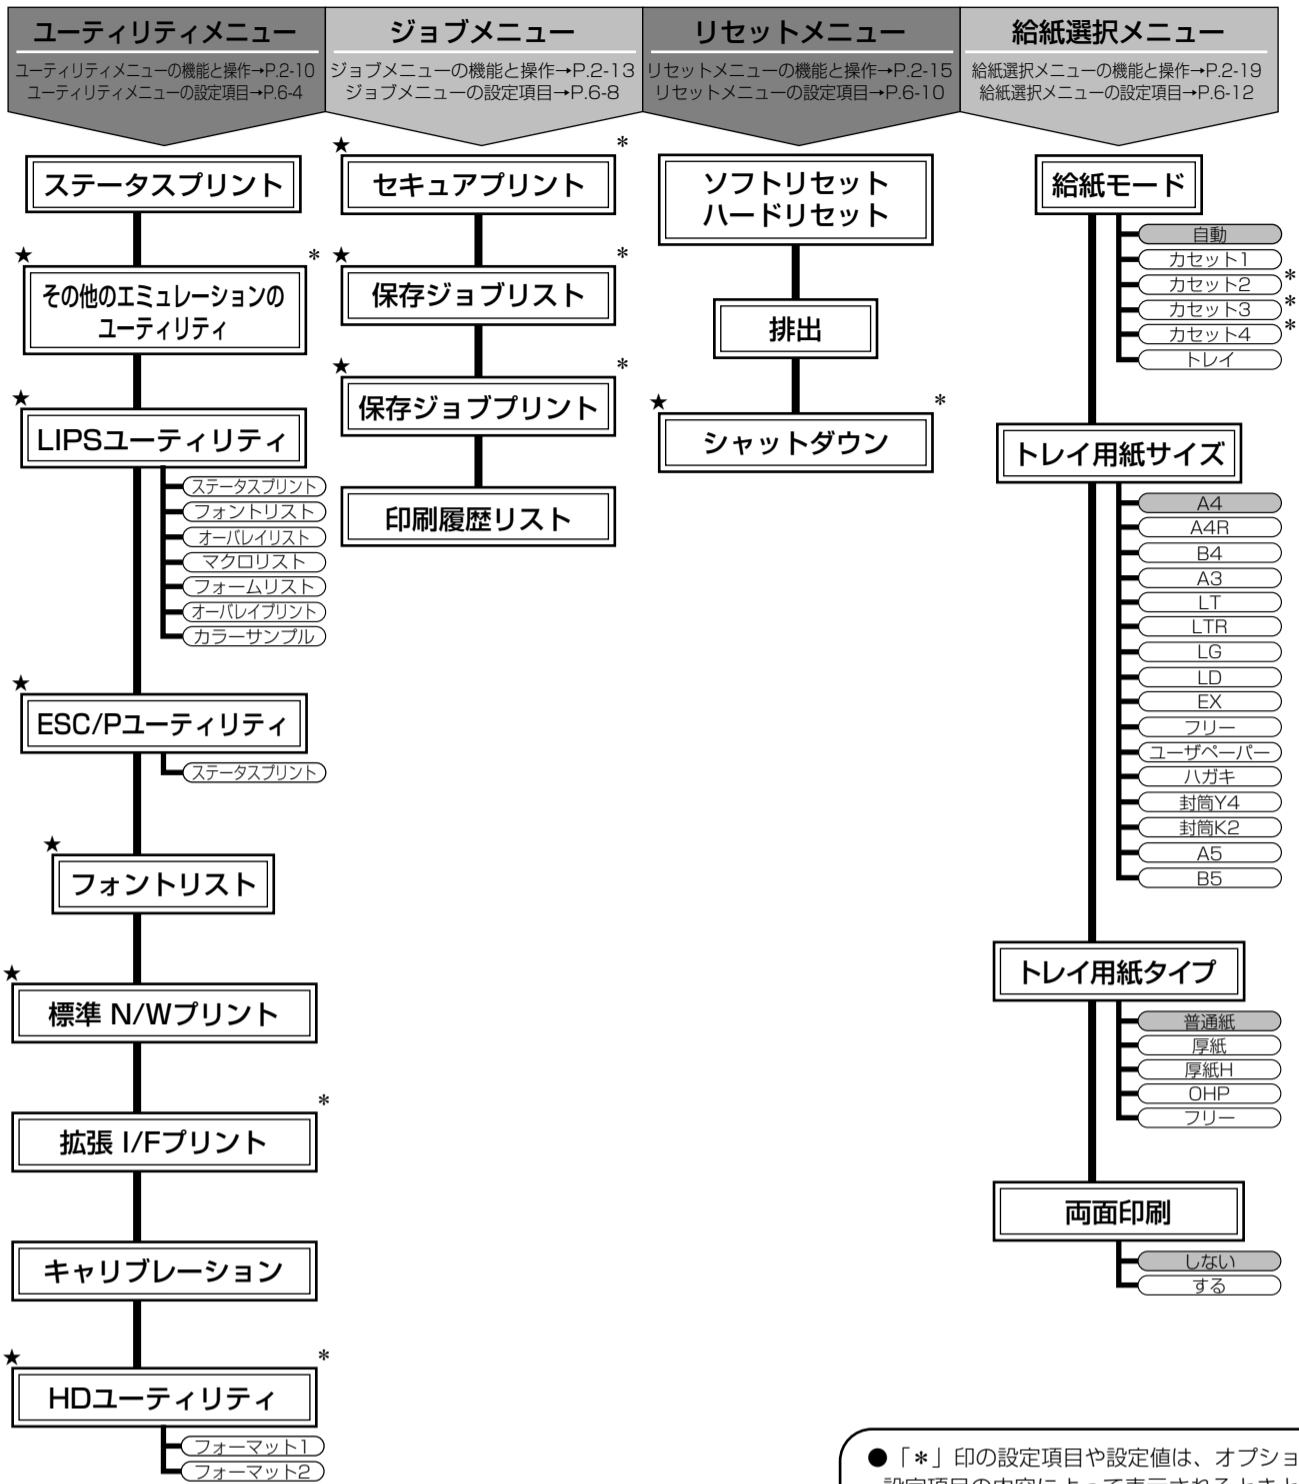 ユーティリティメニュー
ユーティリティメニューの機能と操作→P.2-10
ユーティリティメニューの設定項目→P.6-4
★
ステータスプリント
★ *
その他のエミュレーションの
ユーティリティ
★
LIPSユーティリティ
ステータスプリント
フォントリスト
オーバレイリスト
マクロリスト
フォームリスト
オーバレイプリント
カラーサンプル
★
ESC/Pユーティリティ
ステータスプリント
★
フォントリスト
★
標準 N/Wプリント
*
拡張 I/Fプリント
キャリブレーション
★ *
HDユーティリティ
フォーマット1
フォーマット2
ジョブメニュー
ジョブメニューの機能と操作→P.2-13
ジョブメニューの設定項目→P.6-8
★ *
セキュアプリント
★ *
保存ジョブリスト
★ *
保存ジョブプリント
印刷履歴リスト
リセットメニュー
リセットメニューの機能と操作→P.2-15
リセットメニューの設定項目→P.6-10
ソフトリセット
ハードリセット
排出
★ *
シャットダウン
給紙選択メニュー
給紙選択メニューの機能と操作→P.2-19
給紙選択メニューの設定項目→P.6-12
給紙モード
自動
カセット1
カセット2 *
カセット3 *
カセット4 *
トレイ
トレイ用紙サイズ
A4
A4R
B4
A3
LT
LTR
LG
LD
EX
フリー
ユーザペーパー
ハガキ
封筒Y4
封筒K2
A5
B5
トレイ用紙タイプ
普通紙
厚紙
厚紙H
OHP
フリー
両面印刷
しない
する
●「*」印の設定項目や設定値は、オプショ